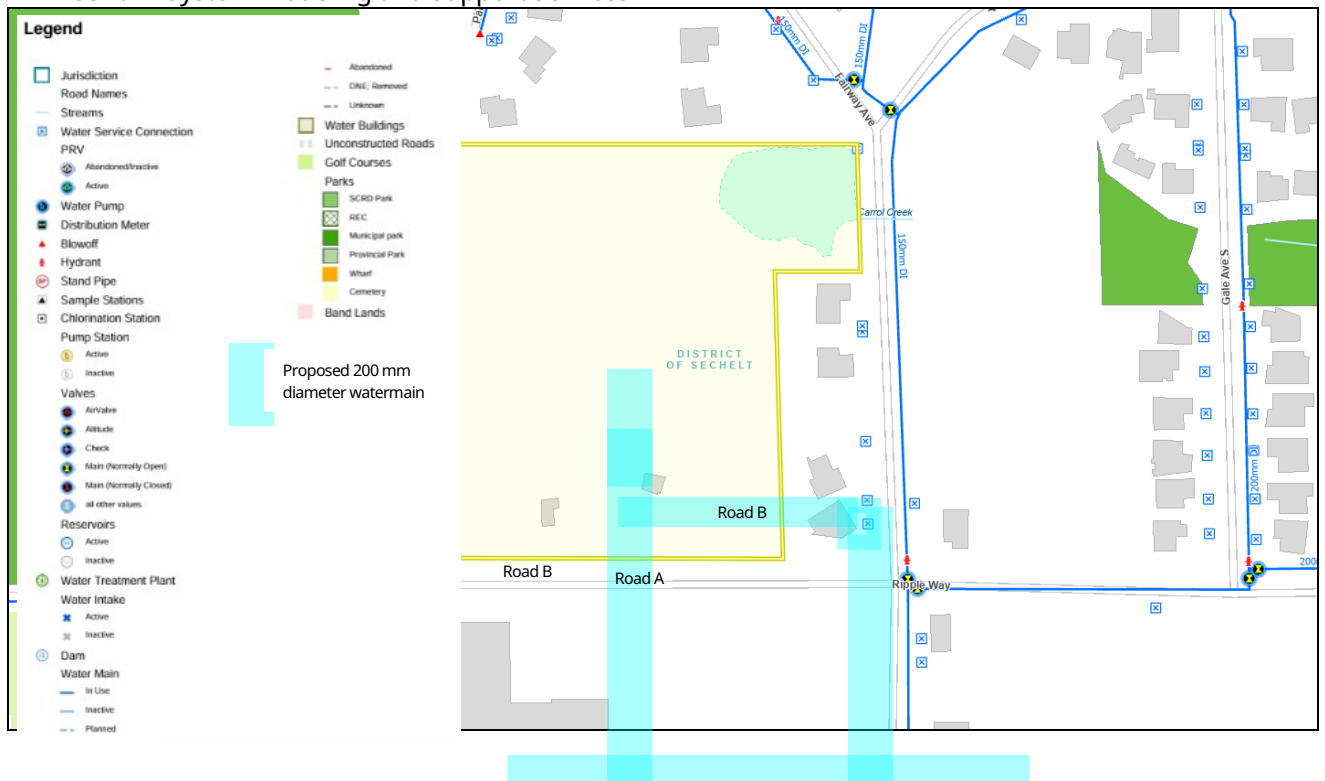 Legend
Jurisdiction
Road Names
Streams
Water Service Connection
PRV
Abandoned/Inactive
Active
Water Pump
Distribution Meter
Blowoff
Hydrant
Stand Pipe
Sample Stations
Chlorination Station
Pump Station
Active
Inactive
Valves
AirValve
Altitude
Check
Main (Normally Open)
Main (Normally Closed)
all other values
Reservoirs
Active
Inactive
Water Treatment Plant
Water Intake
Active
Inactive
Dam
Water Main
In Use
Inactive
Planned
Abandoned
DNE; Removed
Unknown
Water Buildings
Unconstructed Roads
Golf Courses
Parks
SCRD Park
REC
Municipal park
Provincial Park
Wharf
Cemetery
Band Lands
Proposed 200 mm
diameter watermain
150mm DI
150mm DI
Fairway Ave
Carrol Creek
150mm DI
Gale Ave S
DISTRICT
OF SECHELT
200mm DI
Road B
Road B
Road A
Ripple Way
200